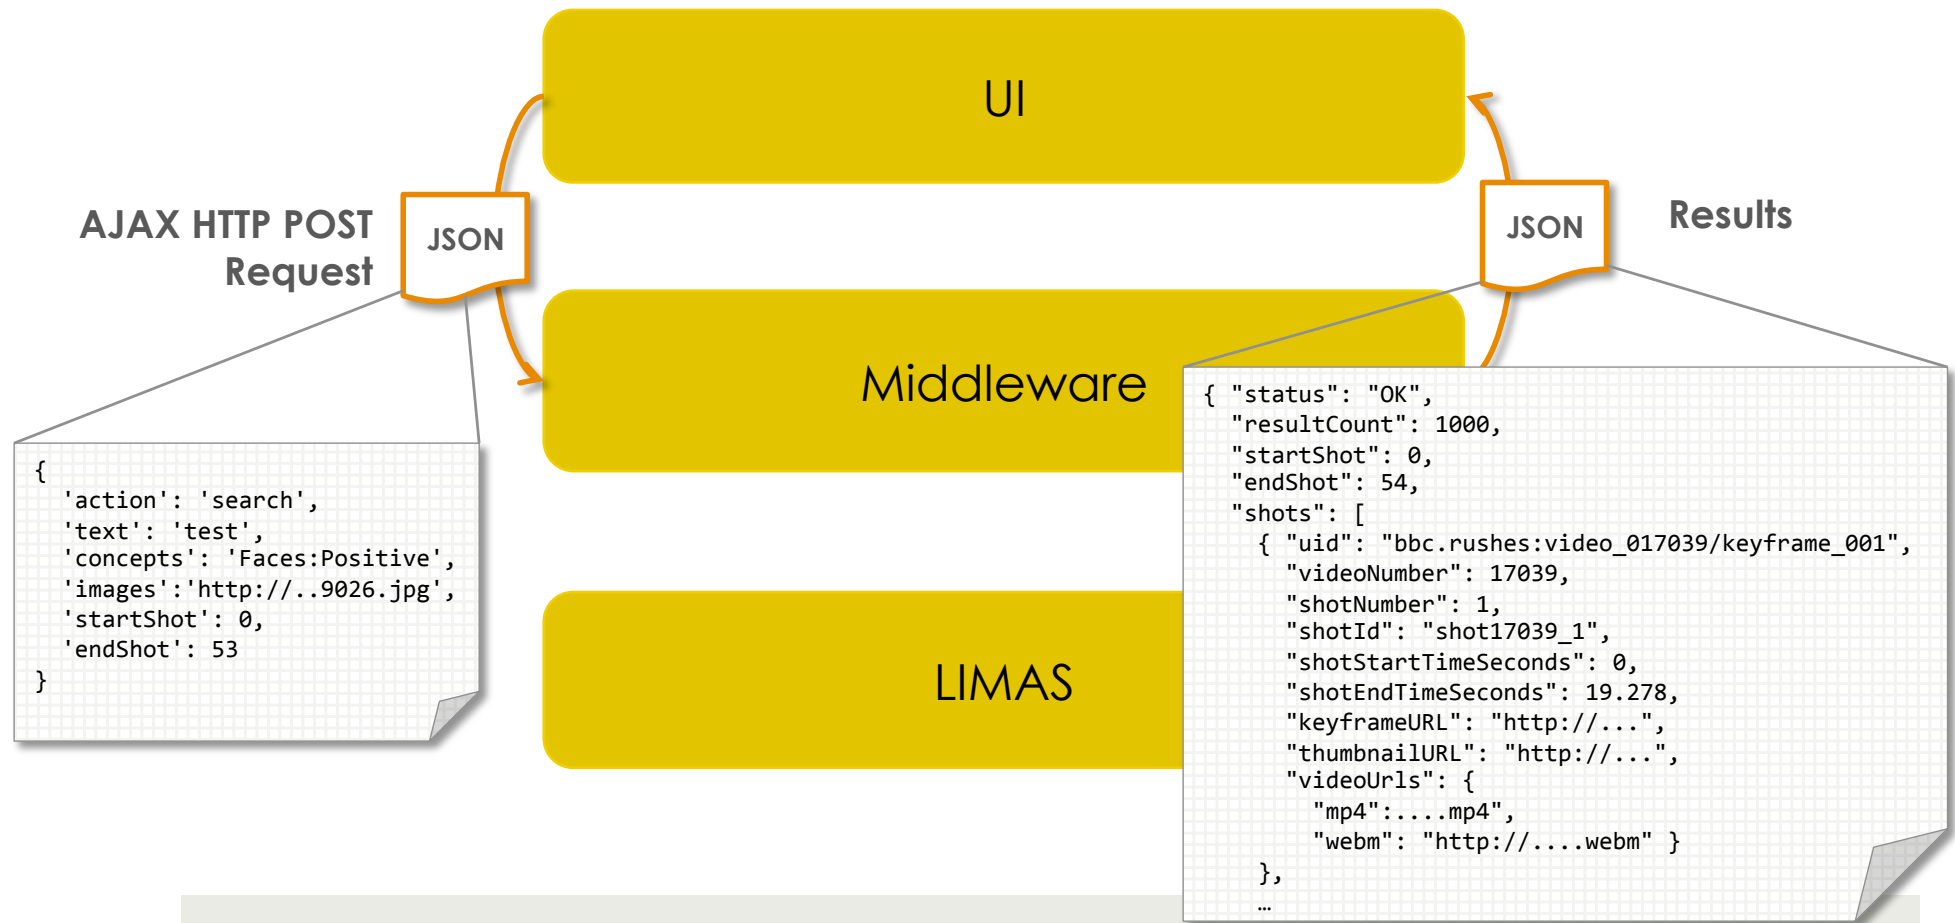 UI
AJAX HTTP POST
Request
JSON
JSON
Results
Middleware
{
'action': 'search',
'text': 'test',
'concepts': 'Faces:Positive',
'images':'http://..9026.jpg',
'startShot': 0,
'endShot': 53
}
LIMAS
{ "status": "OK",
"resultCount": 1000,
"startShot": 0,
"endShot": 54,
"shots": [
{ "uid": "bbc.rushes:video_017039/keyframe_001",
"videoNumber": 17039,
"shotNumber": 1,
"shotId": "shot17039_1",
"shotStartTimeSeconds": 0,
"shotEndTimeSeconds": 19.278,
"keyframeURL": "http://...",
"thumbnailURL": "http://...",
"videoUrls": {
"mp4":....mp4",
"webm": "http://....webm" }
},
…